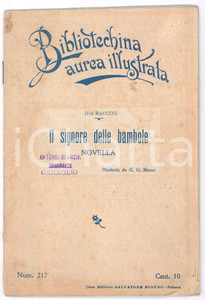 Bibliotechina
aurea illustrata
IDA BACCINI
Il signore delle bambole
NOVELLA
Illustrata da G. G. Bruno
CARAGLIO
Num. 217
Cent. 10
Casa Editrice SALVATORE BIONDO - Palermo